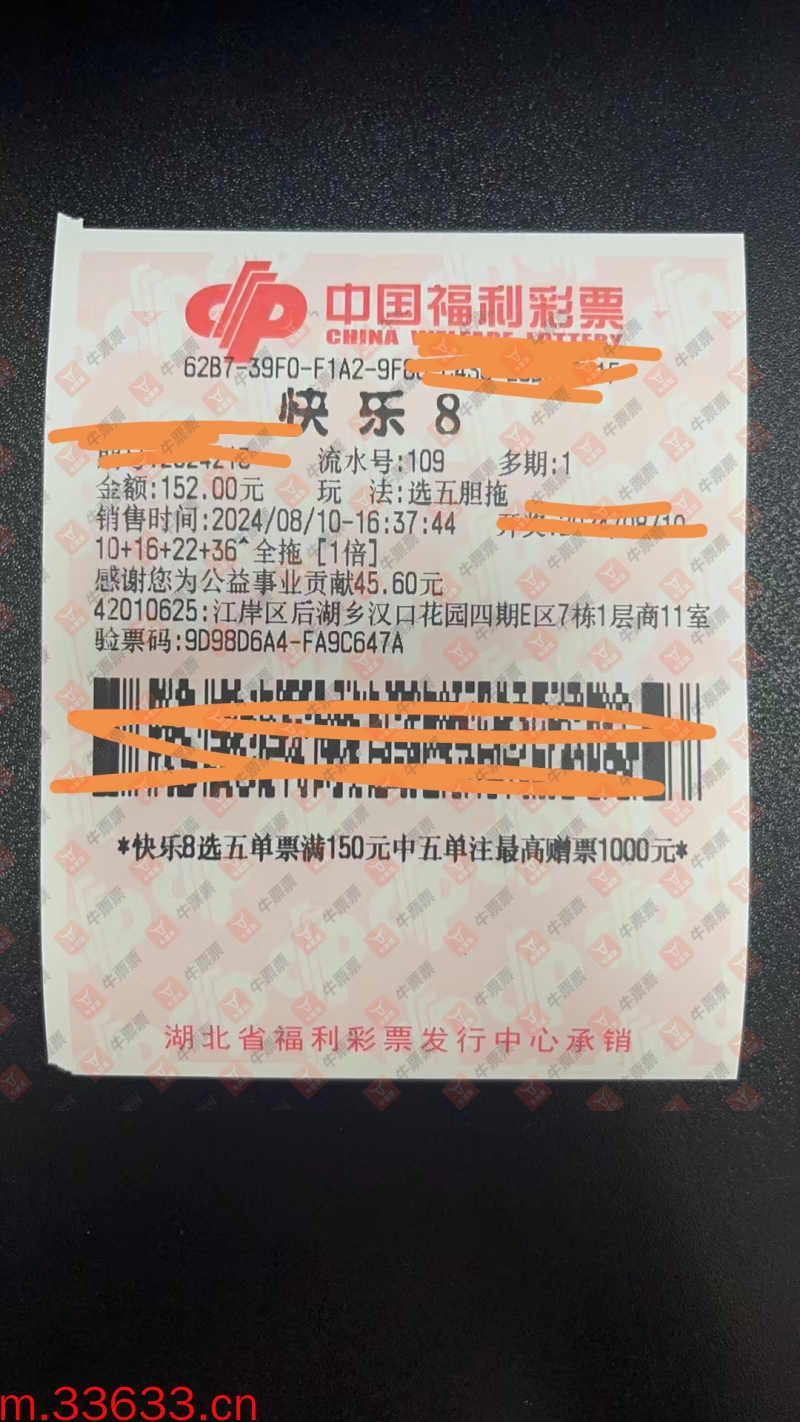 中国福利彩票
CHINA WELFARE LOTTERY
62B7-39F0-F1A2-9F
快乐8
流水号:109 多期:1
金额:152.00元 玩 法:选五胆拖
销售时间:2024/08/10-16:37:44
10+16+22+36^全拖 [1倍]
感谢您为公益事业贡献45.60元
42010625:江岸区后湖乡汉口花园四期E区7栋1层商11室
验票码:9D98D6A4-FA9C647A
*快乐8选五单票满150元中五单注最高赠票1000元*
湖北省福利彩票发行中心承销
牛票票
m.33633.cn